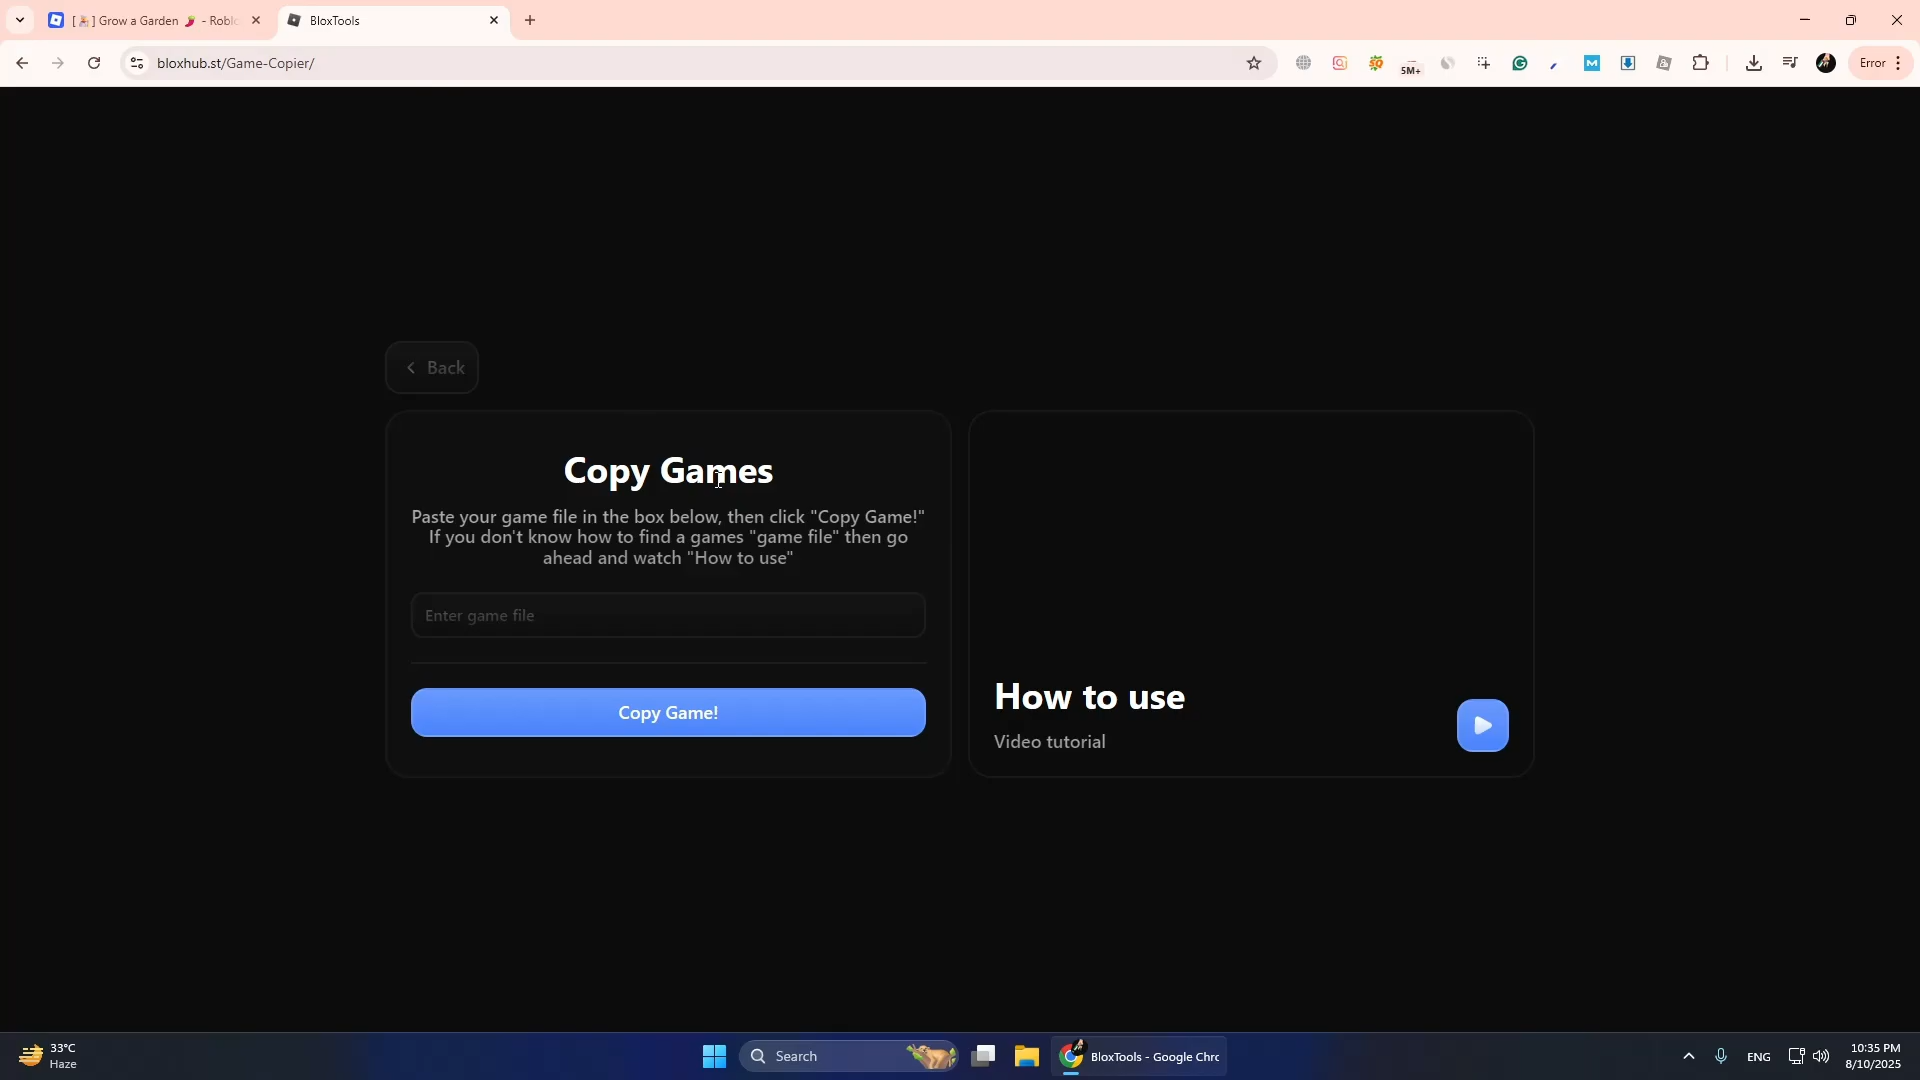 [🏰] Grow a Garden 🌶️ - Roblo
BloxTools
bloxhub.st/Game-Copier/
5M+
Error
Back
Copy Games
Paste your game file in the box below, then click "Copy Game!"
If you don't know how to find a games "game file" then go
ahead and watch "How to use"
Enter game file
Copy Game!
How to use
Video tutorial
33°C
Haze
Search
BloxTools - Google Chrc
ENG
10:35 PM
8/10/2025